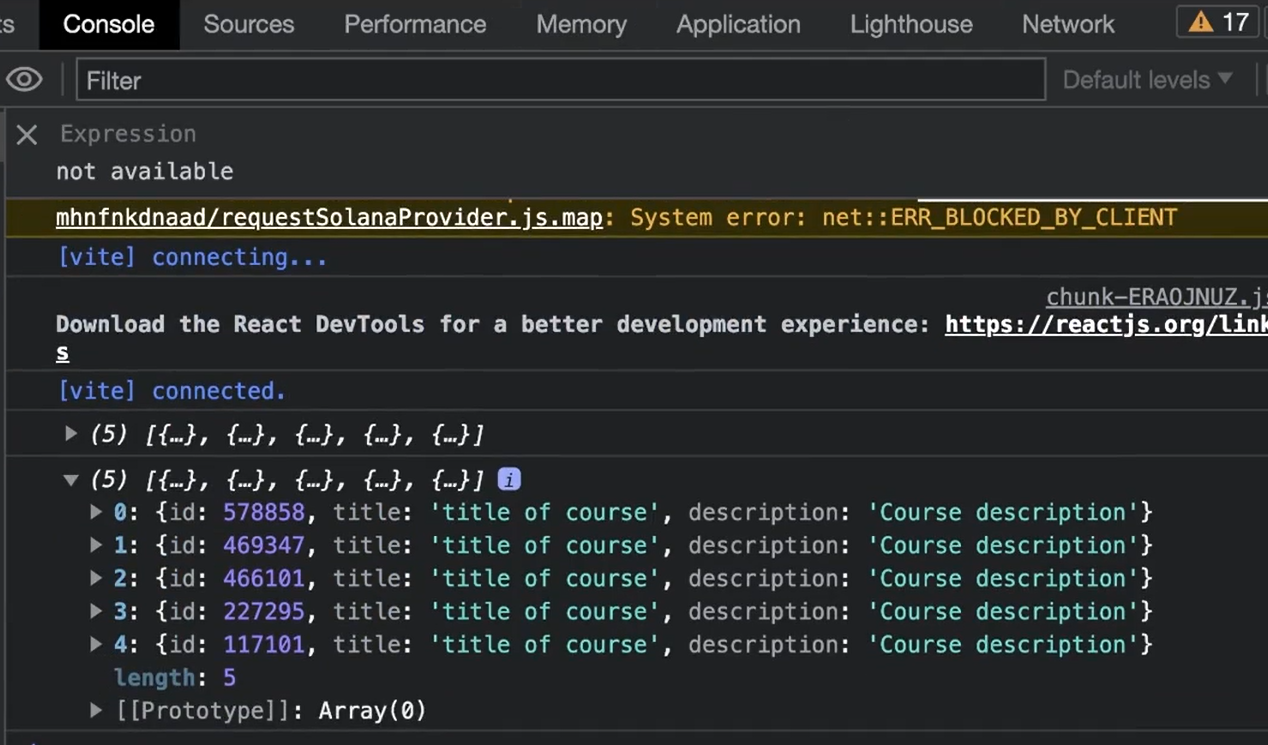 Console Sources Performance Memory Application Lighthouse Network 17
Filter Default levels
Expression
not available
mhnfnkdnaad/requestSolanaProvider.js.map: System error: net::ERR_BLOCKED_BY_CLIENT
[vite] connecting...
chunk-ERAOJNUZ.js
Download the React DevTools for a better development experience: https://reactjs.org/link
s
[vite] connected.
(5) [{…}, {…}, {…}, {…}, {…}]
(5) [{…}, {…}, {…}, {…}, {…}] i
0: {id: 578858, title: 'title of course', description: 'Course description'}
1: {id: 469347, title: 'title of course', description: 'Course description'}
2: {id: 466101, title: 'title of course', description: 'Course description'}
3: {id: 227295, title: 'title of course', description: 'Course description'}
4: {id: 117101, title: 'title of course', description: 'Course description'}
length: 5
[[Prototype]]: Array(0)